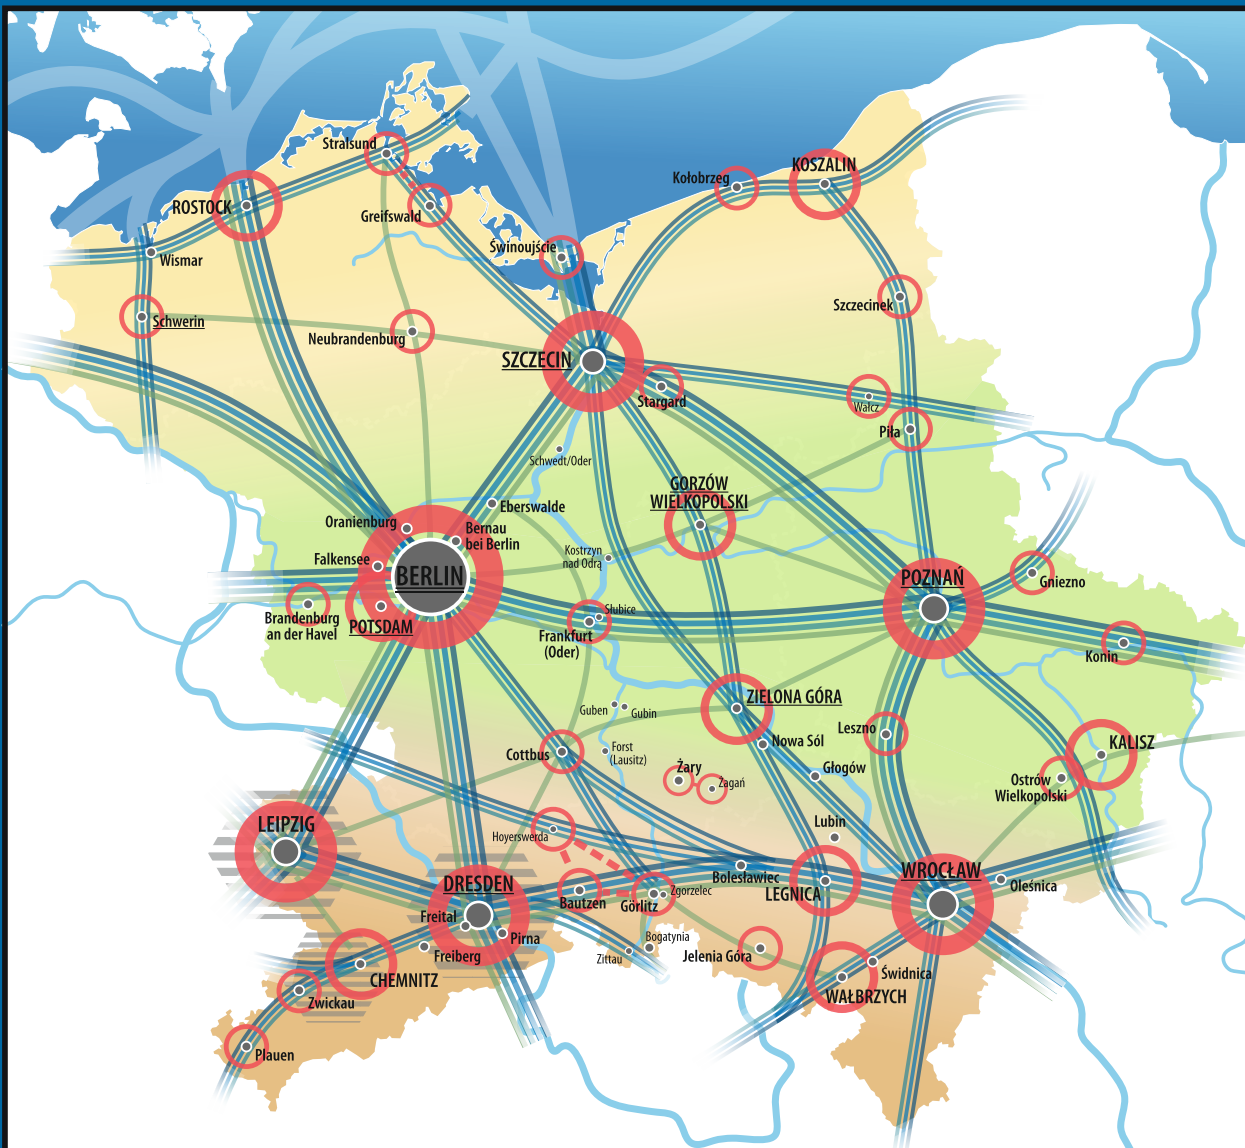 Stralsund
KOSZALIN
Kołobrzeg
ROSTOCK
Greifswald
Świnoujście
Wismar
Szczecinek
Schwerin
Neubrandenburg
SZCZECIN
Stargard
Wałcz
Piła
Schwedt/Oder
GORZÓW
WIELKOPOLSKI
Eberswalde
Oranienburg
Bernau
bei Berlin
Falkensee
Kostrzyn
nad Odrą
BERLIN
POZNAŃ
Gniezno
Brandenburg
an der Havel
POTSDAM
Słubice
Frankfurt
(Oder)
Konin
ZIELONA GÓRA
Guben
Gubin
Leszno
Nowa Sól
KALISZ
Cottbus
Forst
(Lausitz)
Żary
Żagań
Głogów
Ostrów
Wielkopolski
LEIPZIG
Lubin
Hoyerswerda
WROCŁAW
Bolesławiec
DRESDEN
Oleśnica
LEGNICA
Bautzen
Görlitz
Zgorzelec
Freital
Pirna
Bogatynia
Freiberg
Zittau
Jelenia Góra
CHEMNITZ
Świdnica
WAŁBRZYCH
Zwickau
Plauen